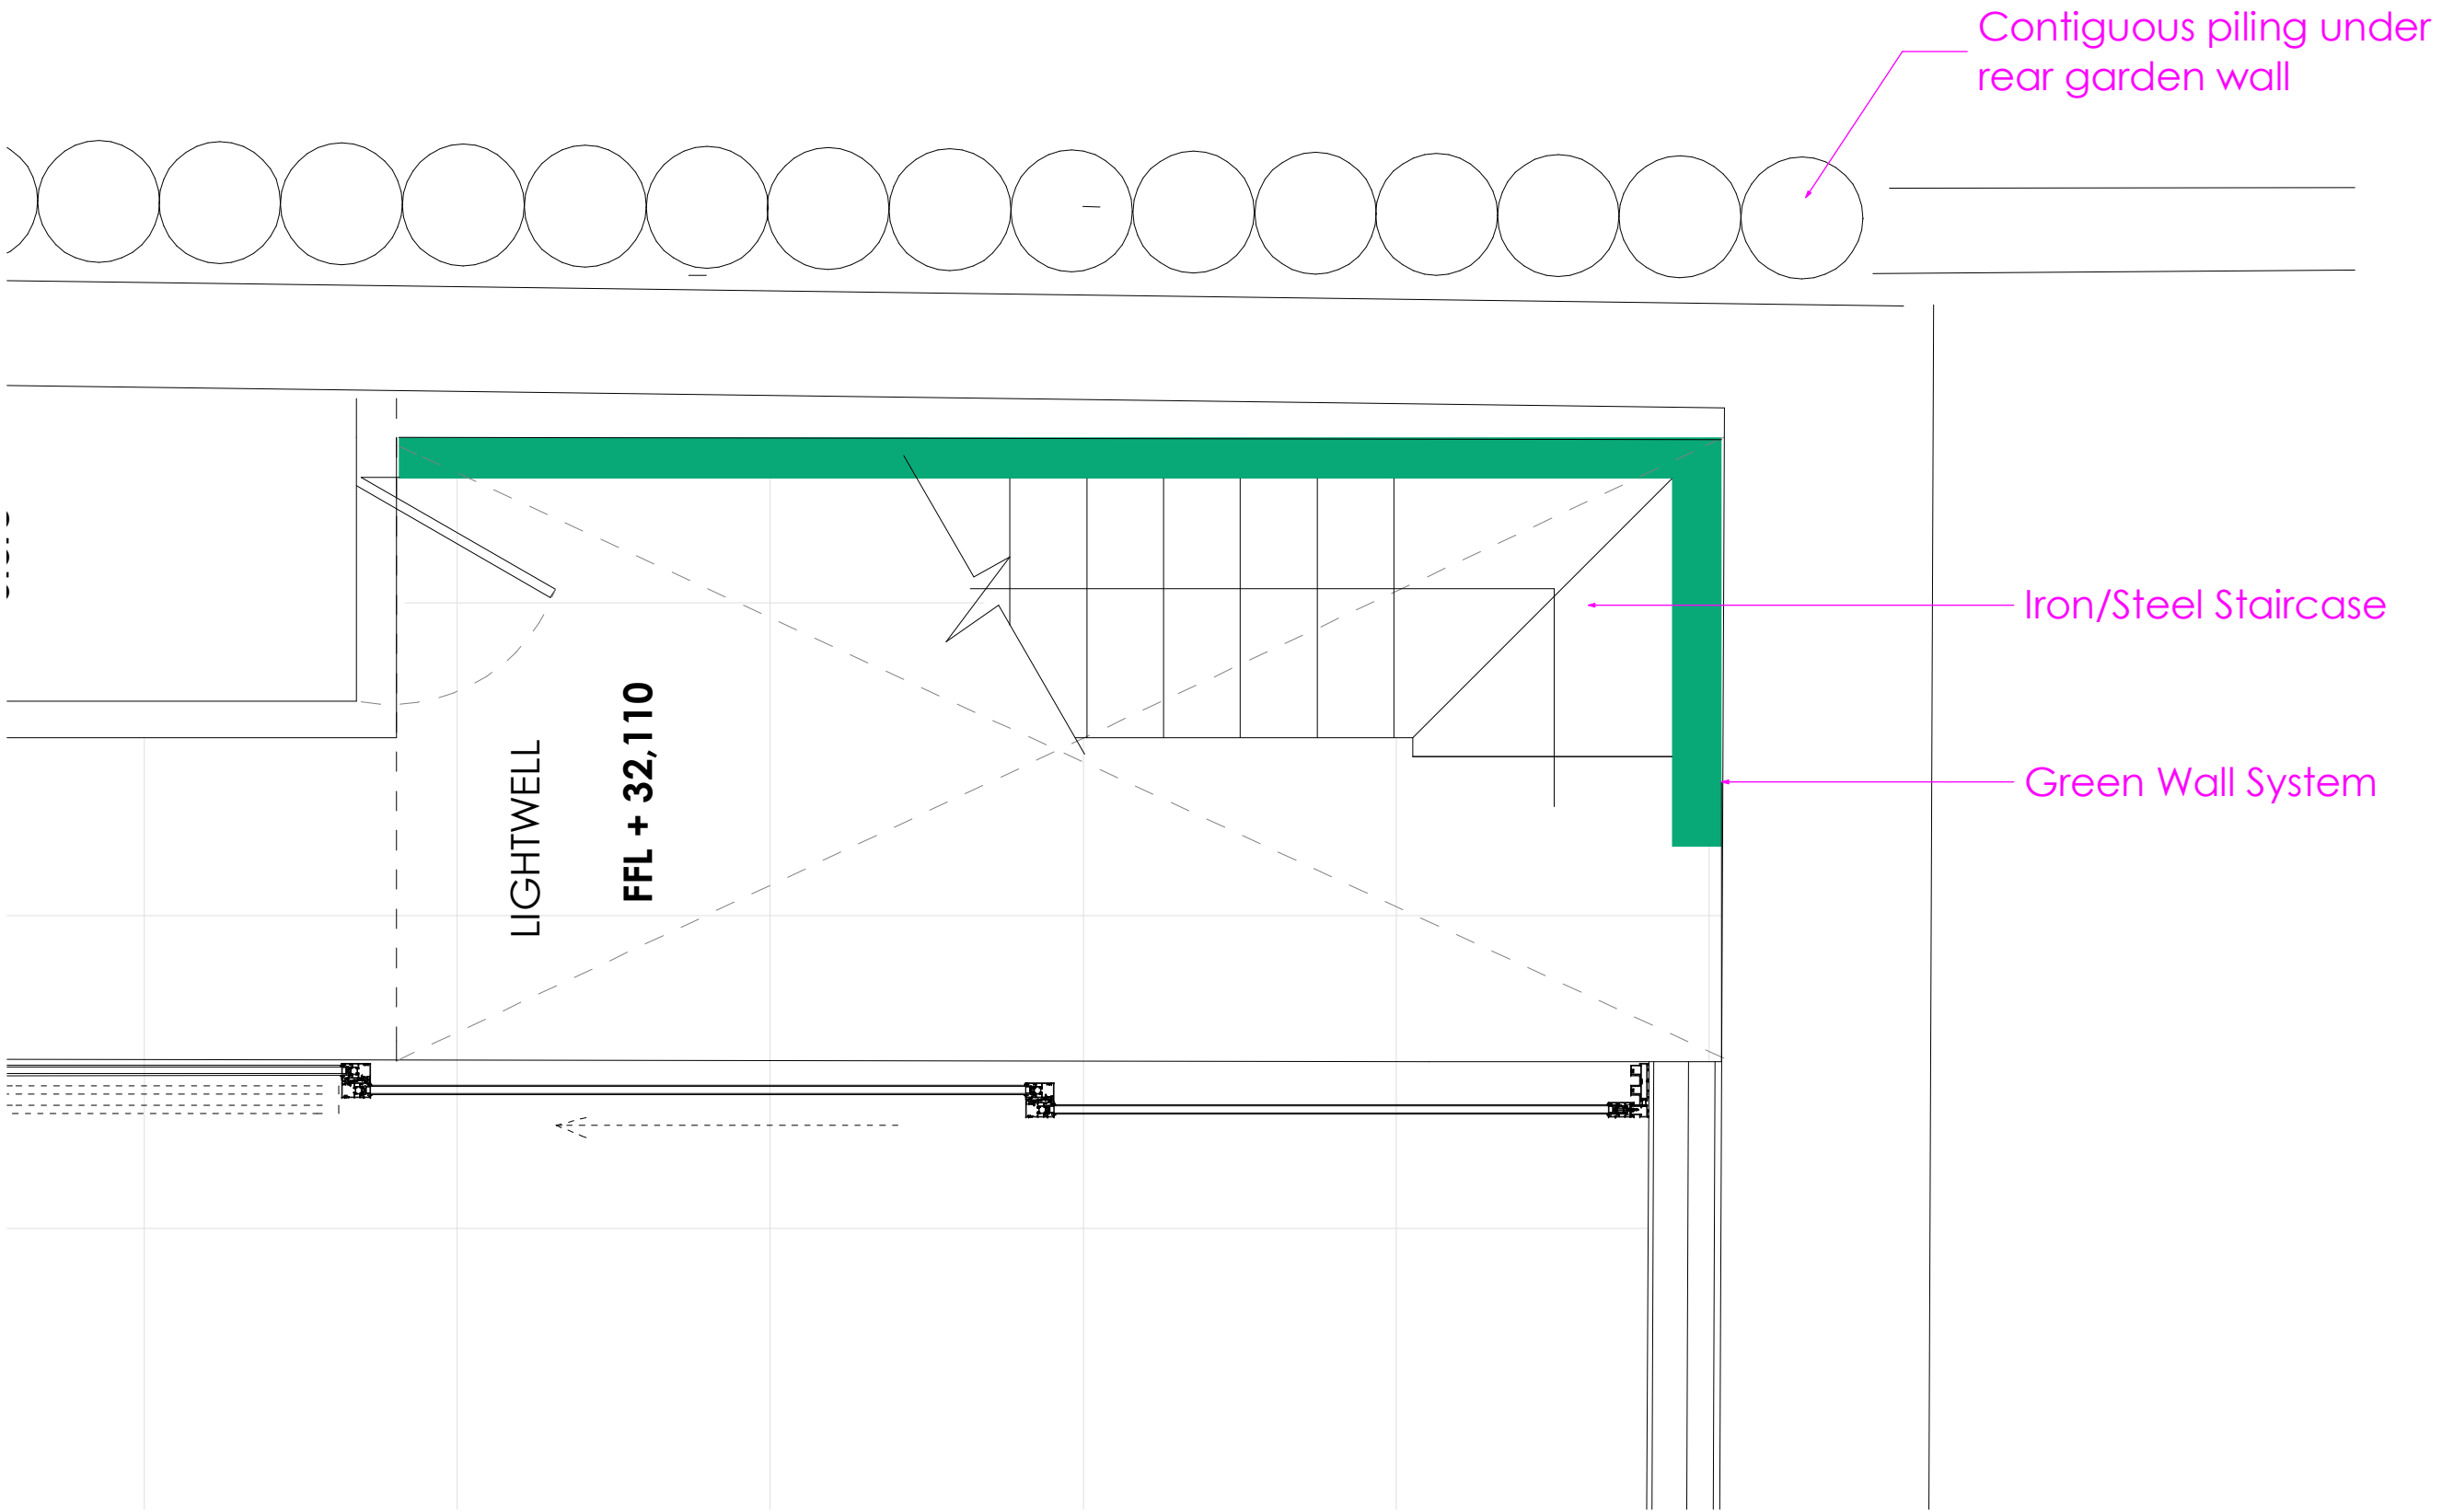 Contiguous piling under
rear garden wall
Iron/Steel Staircase
Green Wall System
LIGHTWELL
FFL + 32,110